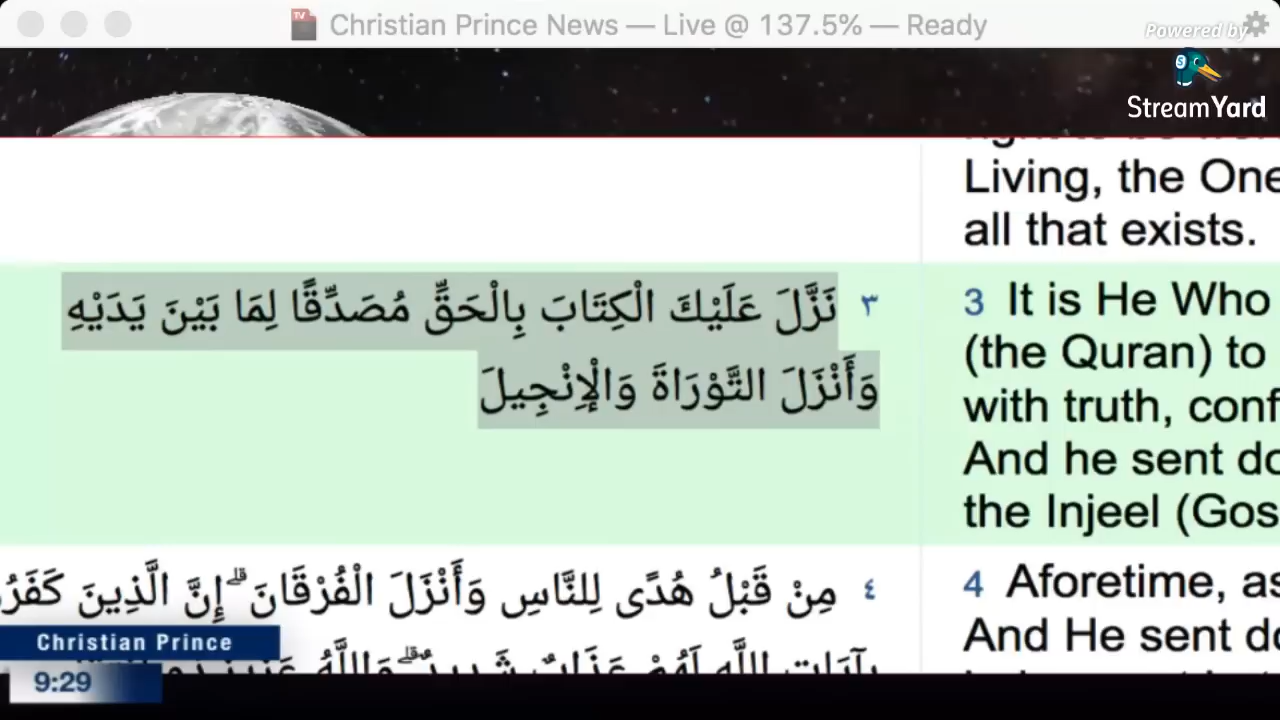 Christian Prince News — Live @ 137.5% — Ready
Powered by
StreamYard
Living, the One
all that exists.
٣ نَزَّلَ عَلَيْكَ الْكِتَابَ بِالْحَقِّ مُصَدِّقًا لِمَا بَيْنَ يَدَيْهِ
وَأَنْزَلَ التَّوْرَاةَ وَالْإِنْجِيلَ
3 It is He Who
(the Quran) to
with truth, conf
And he sent do
the Injeel (Gos
٤ مِنْ قَبْلُ هُدًى لِلنَّاسِ وَأَنْزَلَ الْفُرْقَانَ ۗ إِنَّ الَّذِينَ كَفَرُ
4 Aforetime, as
And He sent do
Christian Prince
9:29